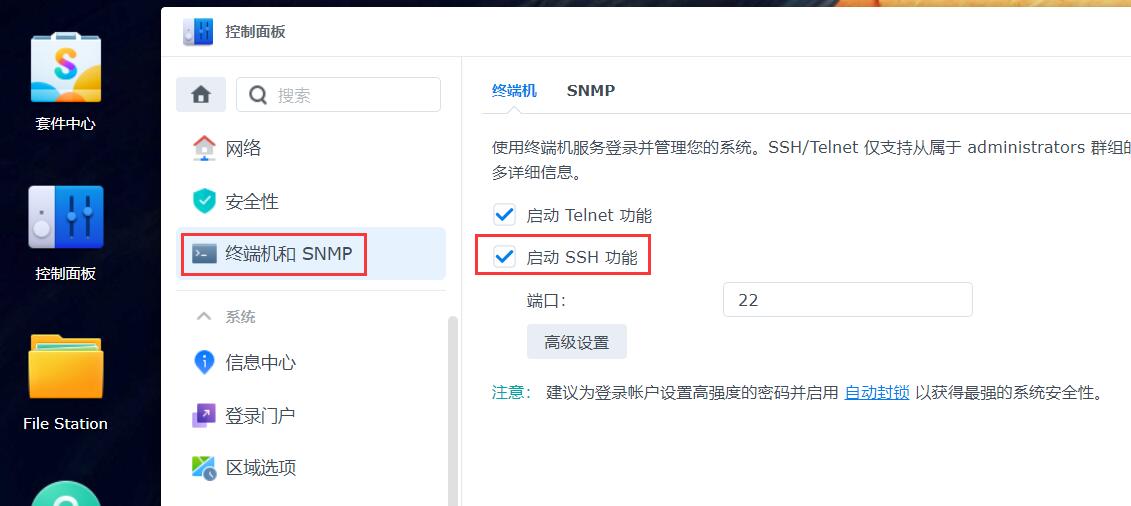 套件中心
控制面板
File Station
控制面板
搜索
网络
安全性
终端机和 SNMP
系统
信息中心
登录门户
区域选项
终端机 SNMP
使用终端机服务登录并管理您的系统。SSH/Telnet 仅支持从属于 administrators 群组的
多详细信息。
启动 Telnet 功能
启动 SSH 功能
端口: 22
高级设置
注意: 建议为登录帐户设置高强度的密码并启用 自动封锁 以获得最强的系统安全性。